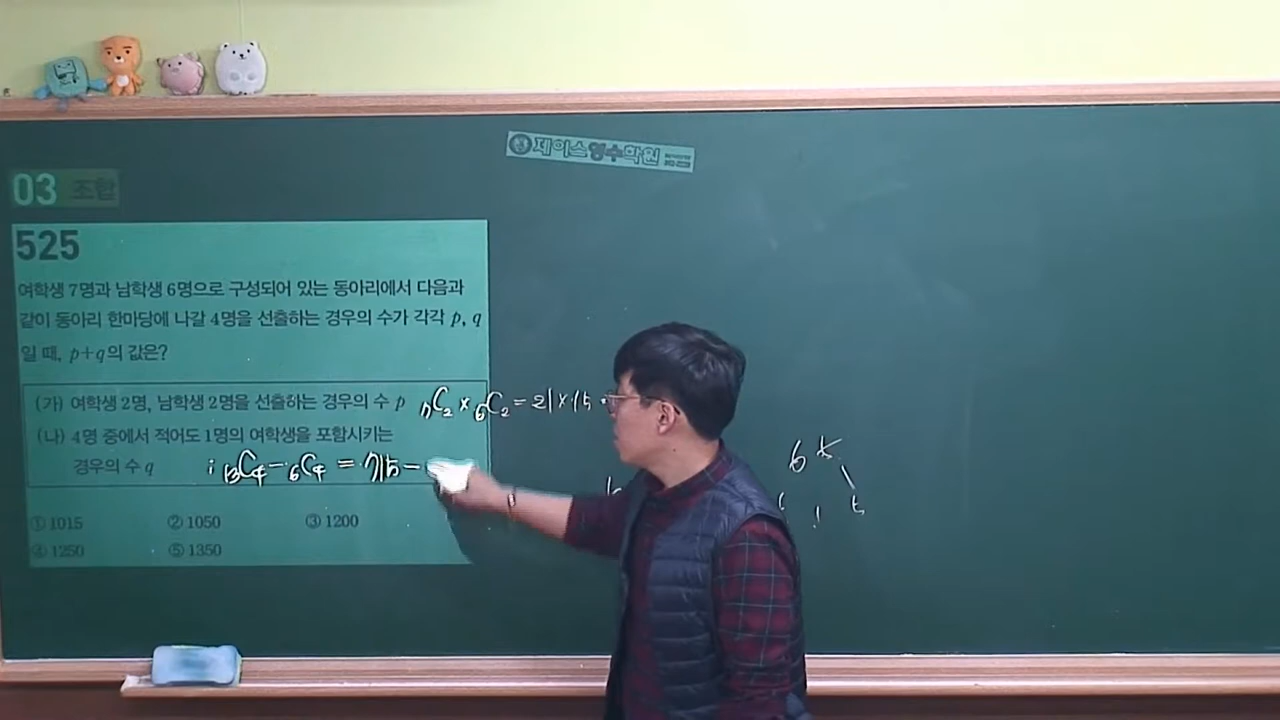 제이스영수학원
03 조합
525
여학생 7명과 남학생 6명으로 구성되어 있는 동아리에서 다음과
같이 동아리 한마당에 나갈 4명을 선출하는 경우의 수가 각각 p, q
일 때, p+q의 값은?
(가) 여학생 2명, 남학생 2명을 선출하는 경우의 수 p ₇C₂ × ₆C₂ = 21×15
(나) 4명 중에서 적어도 1명의 여학생을 포함시키는
경우의 수 q ₁₃C₄ - ₆C₄ = 715 -
① 1015 ② 1050 ③ 1200
④ 1250 ⑤ 1350